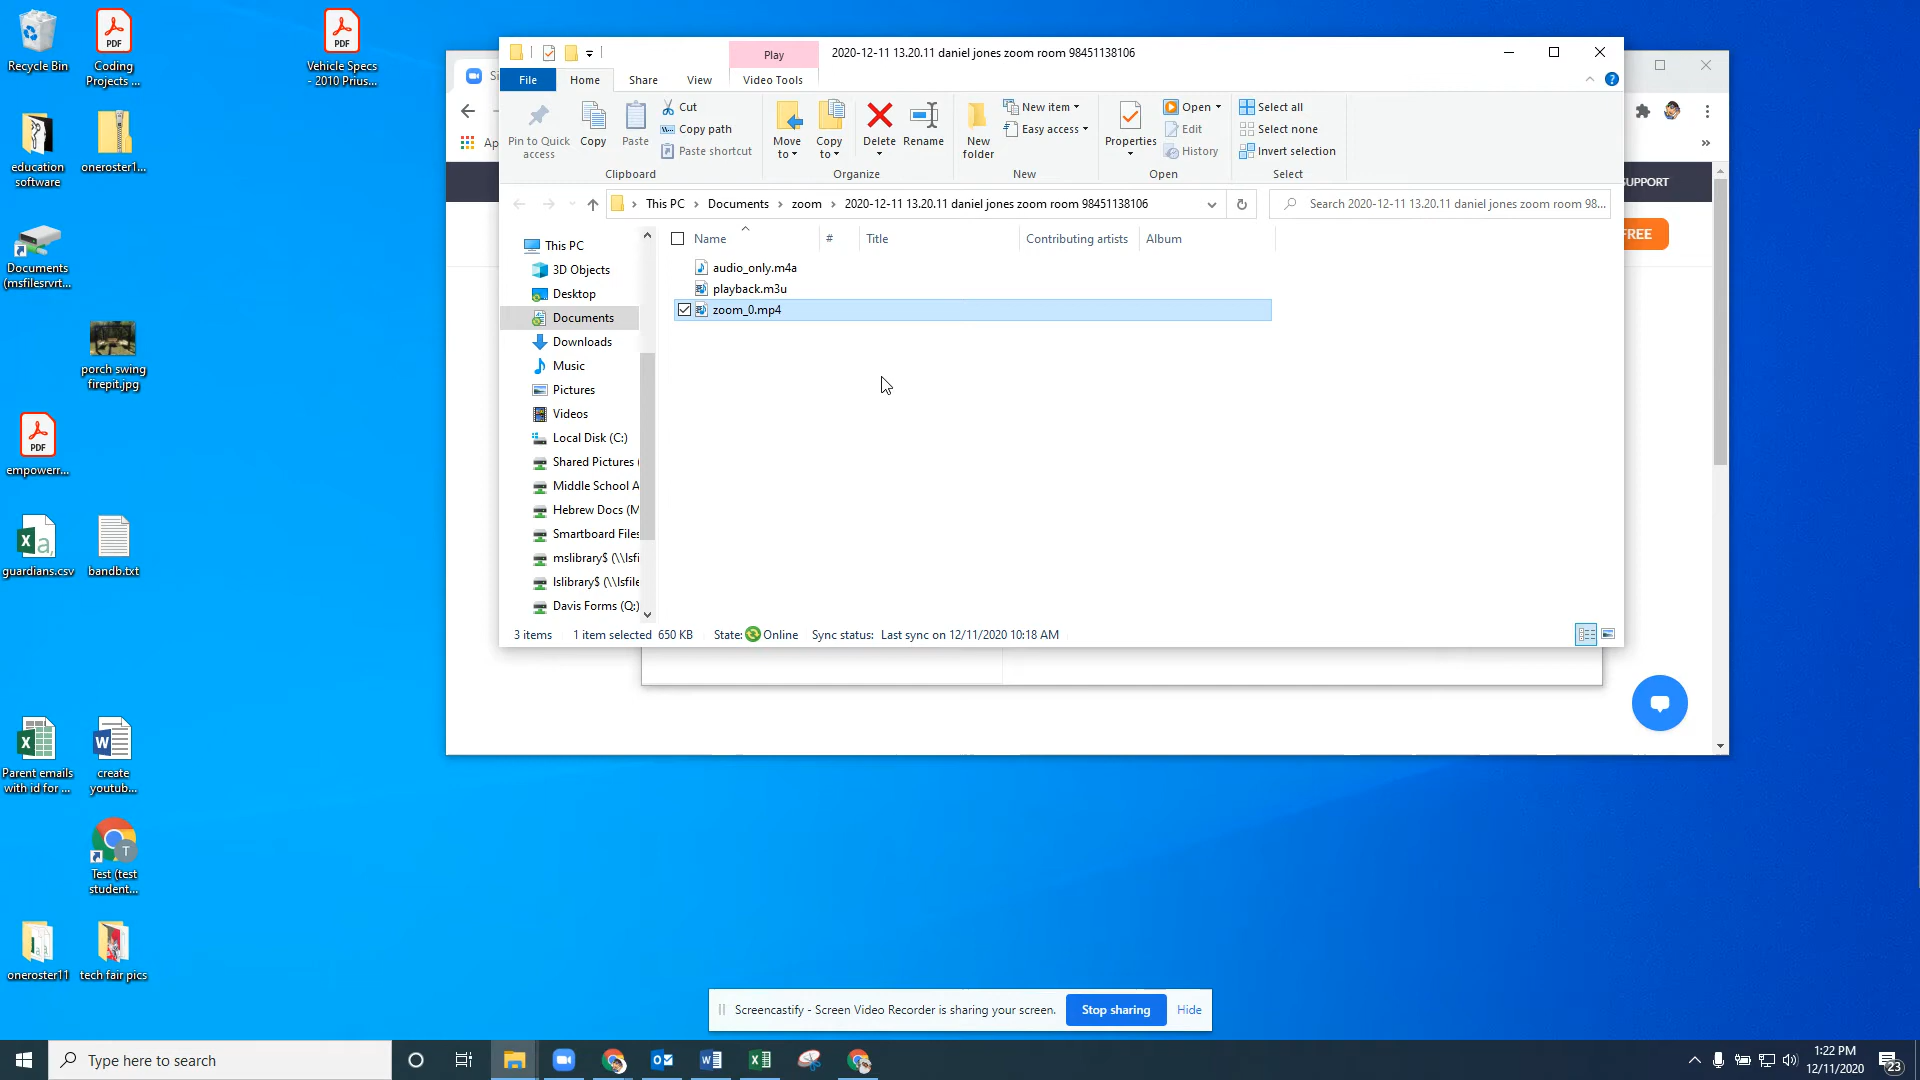 Recycle Bin
Coding
Projects ...
Vehicle Specs
- 2010 Prius...
education
software
oneroster1...
Documents
(msfilesrvrt...
porch swing
firepit.jpg
empowerr...
guardians.csv
bandb.txt
Parent emails
with id for ...
create
youtub...
Test (test
student...
oneroster11
tech fair pics
Play
2020-12-11 13.20.11 daniel jones zoom room 98451138106
File
Home
Share
View
Video Tools
Pin to Quick
access
Copy
Paste
Cut
Copy path
Paste shortcut
Clipboard
Move
to
Copy
to
Delete
Rename
Organize
New
folder
New item
Easy access
New
Properties
Open
Edit
History
Open
Select all
Select none
Invert selection
Select
This PC
Documents
zoom
2020-12-11 13.20.11 daniel jones zoom room 98451138106
Search 2020-12-11 13.20.11 daniel jones zoom room 98...
This PC
3D Objects
Desktop
Documents
Downloads
Music
Pictures
Videos
Local Disk (C:)
Shared Pictures (
Middle School A
Hebrew Docs (M
Smartboard Files
mslibrary$ (\\lsfi
lslibrary$ (\\lsfile
Davis Forms (Q:)
Name
#
Title
Contributing artists
Album
audio_only.m4a
playback.m3u
zoom_0.mp4
3 items
1 item selected 650 KB
State:
Online
Sync status:
Last sync on 12/11/2020 10:18 AM
Si
Ap
SUPPORT
FREE
Screencastify - Screen Video Recorder is sharing your screen.
Stop sharing
Hide
Type here to search
1:22 PM
12/11/2020
23